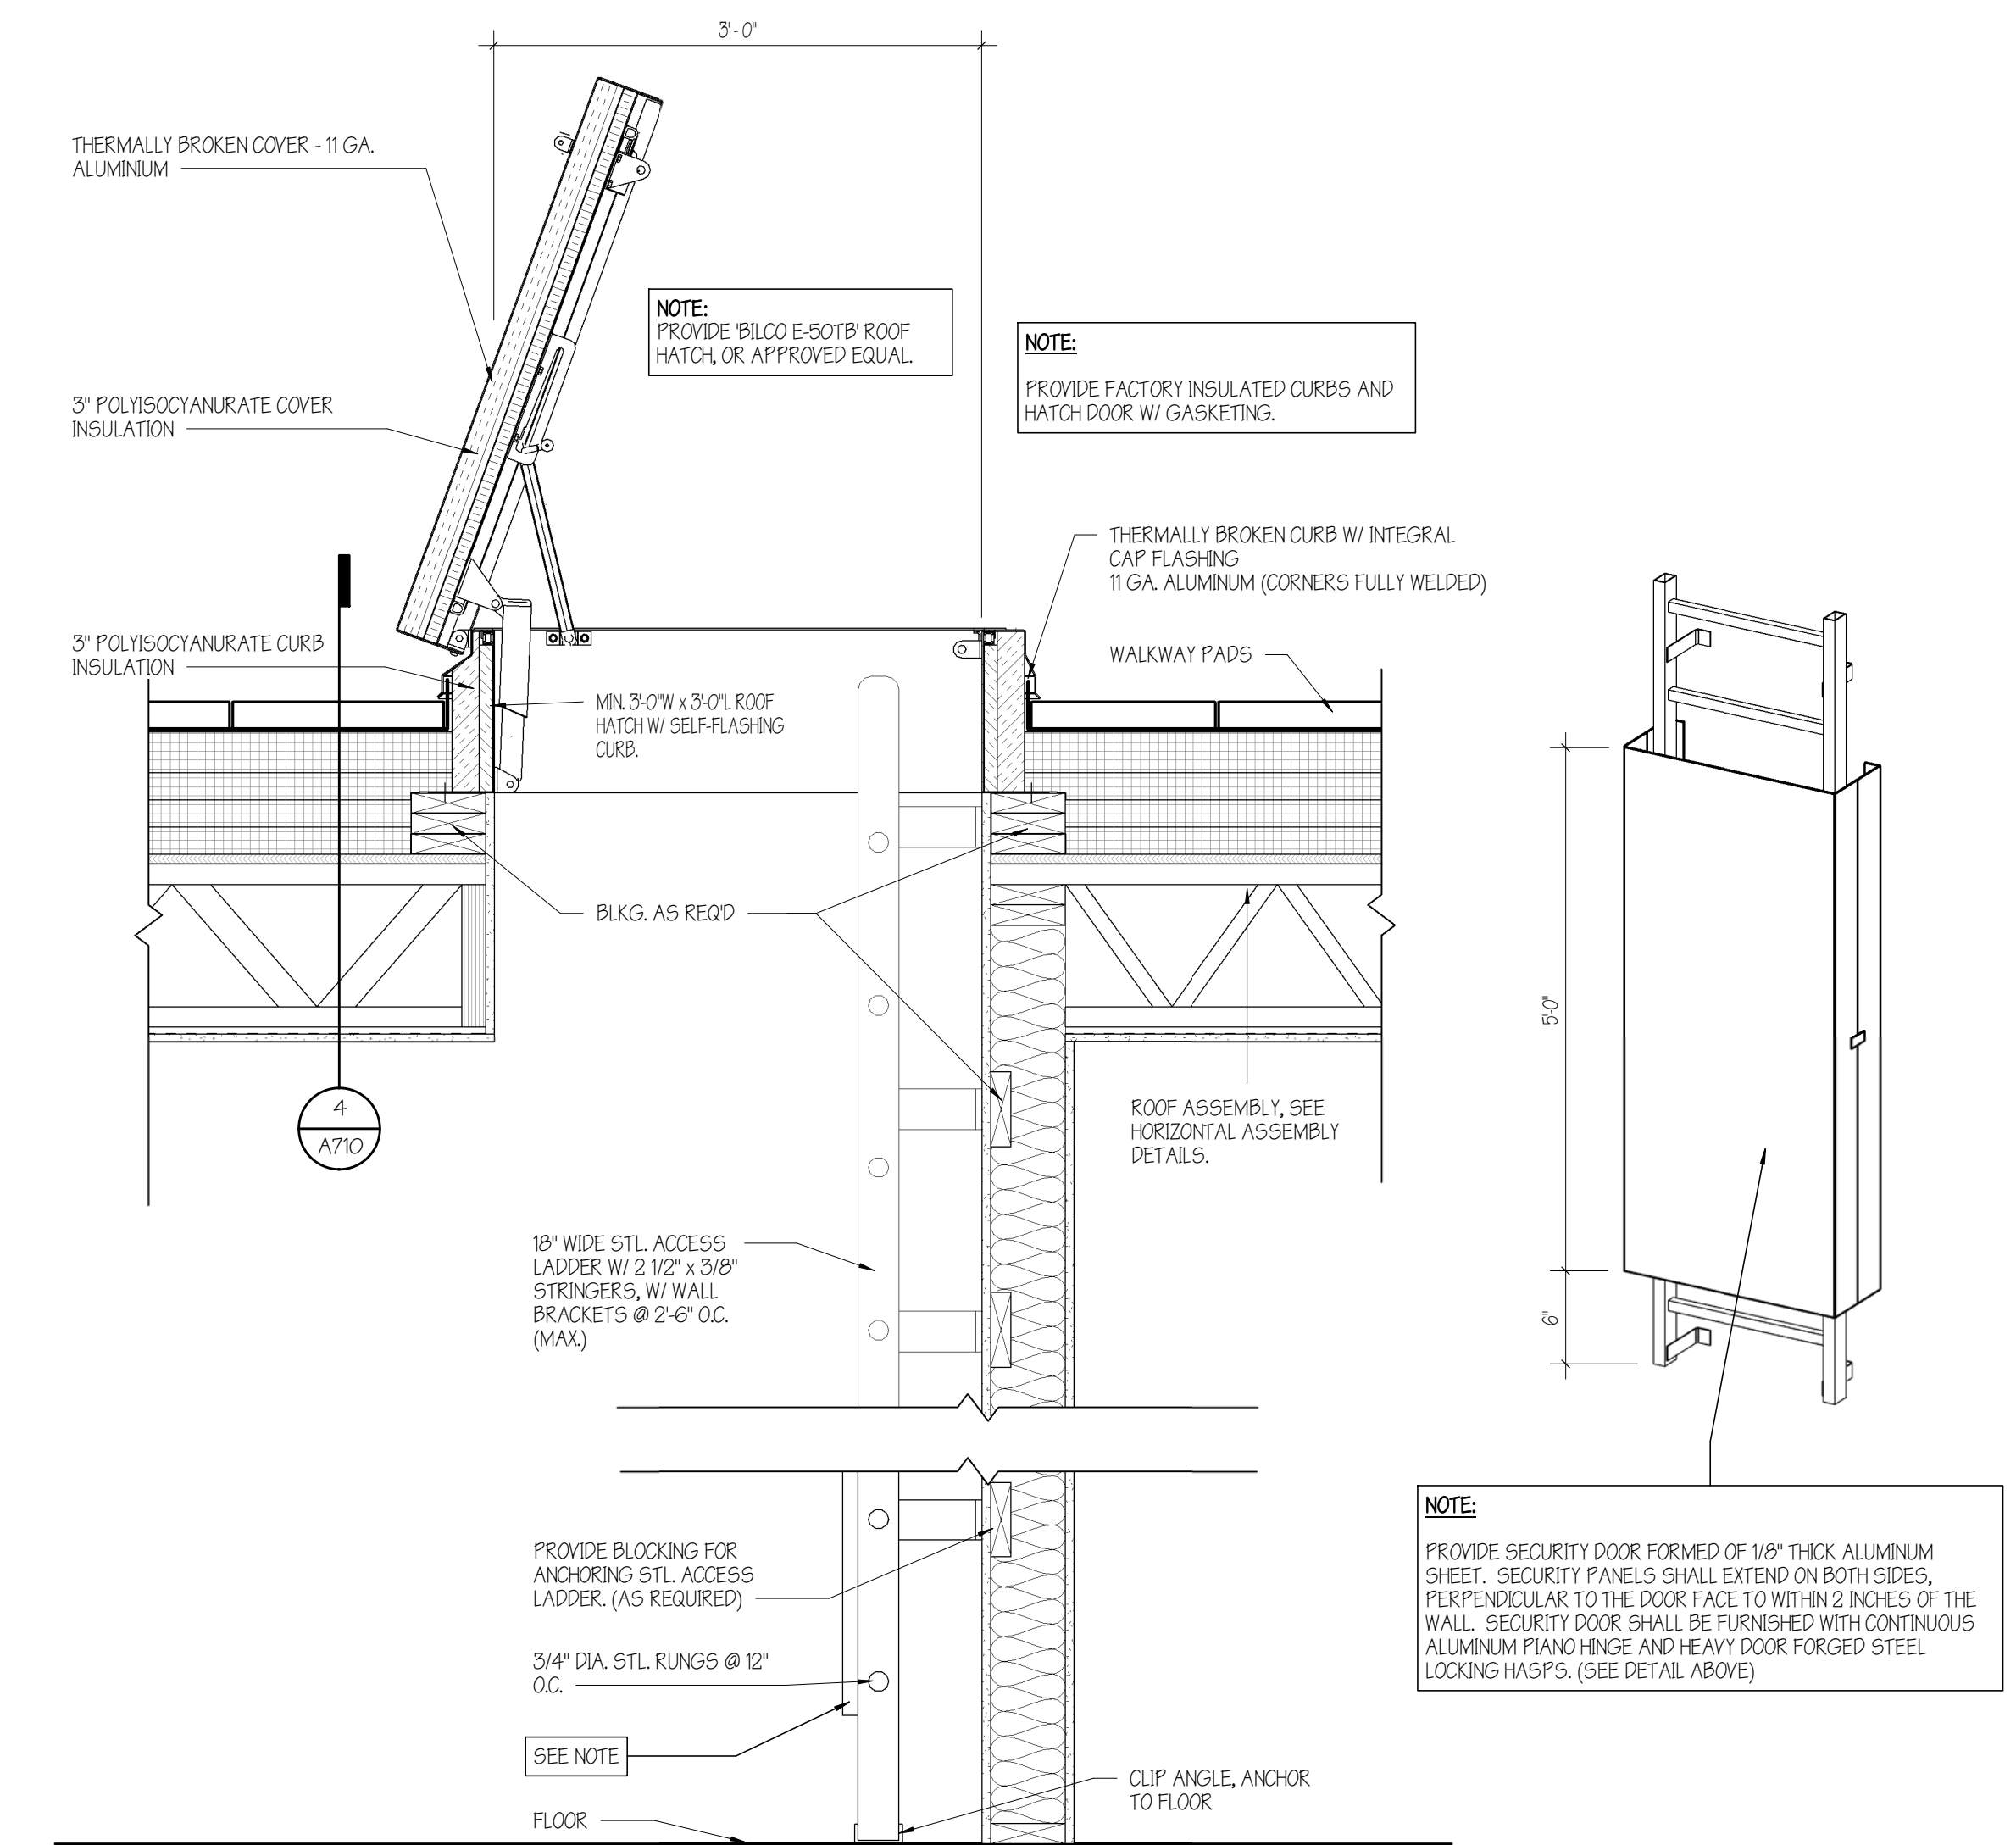 3'-0"
THERMALLY BROKEN COVER - 11 GA.
ALUMINIUM
NOTE:
PROVIDE 'BILCO E-50TB' ROOF
HATCH, OR APPROVED EQUAL.
NOTE:
PROVIDE FACTORY INSULATED CURBS AND
HATCH DOOR W/ GASKETING.
3" POLYISOCYANURATE COVER
INSULATION
THERMALLY BROKEN CURB W/ INTEGRAL
CAP FLASHING
11 GA. ALUMINUM (CORNERS FULLY WELDED)
3" POLYISOCYANURATE CURB
INSULATION
WALKWAY PADS
MIN. 3'-0"W x 3'-0"L ROOF
HATCH W/ SELF-FLASHING
CURB.
BLKG. AS REQ'D
5'-0"
4
A710
ROOF ASSEMBLY, SEE
HORIZONTAL ASSEMBLY
DETAILS.
18" WIDE STL. ACCESS
LADDER W/ 2 1/2" x 3/8"
STRINGERS, W/ WALL
BRACKETS @ 2'-6" O.C.
(MAX.)
6"
NOTE:
PROVIDE SECURITY DOOR FORMED OF 1/8" THICK ALUMINUM
SHEET. SECURITY PANELS SHALL EXTEND ON BOTH SIDES,
PERPENDICULAR TO THE DOOR FACE TO WITHIN 2 INCHES OF THE
WALL. SECURITY DOOR SHALL BE FURNISHED WITH CONTINUOUS
ALUMINUM PIANO HINGE AND HEAVY DOOR FORGED STEEL
LOCKING HASPS. (SEE DETAIL ABOVE)
PROVIDE BLOCKING FOR
ANCHORING STL. ACCESS
LADDER. (AS REQUIRED)
3/4" DIA. STL. RUNGS @ 12"
O.C.
SEE NOTE
CLIP ANGLE, ANCHOR
TO FLOOR
FLOOR